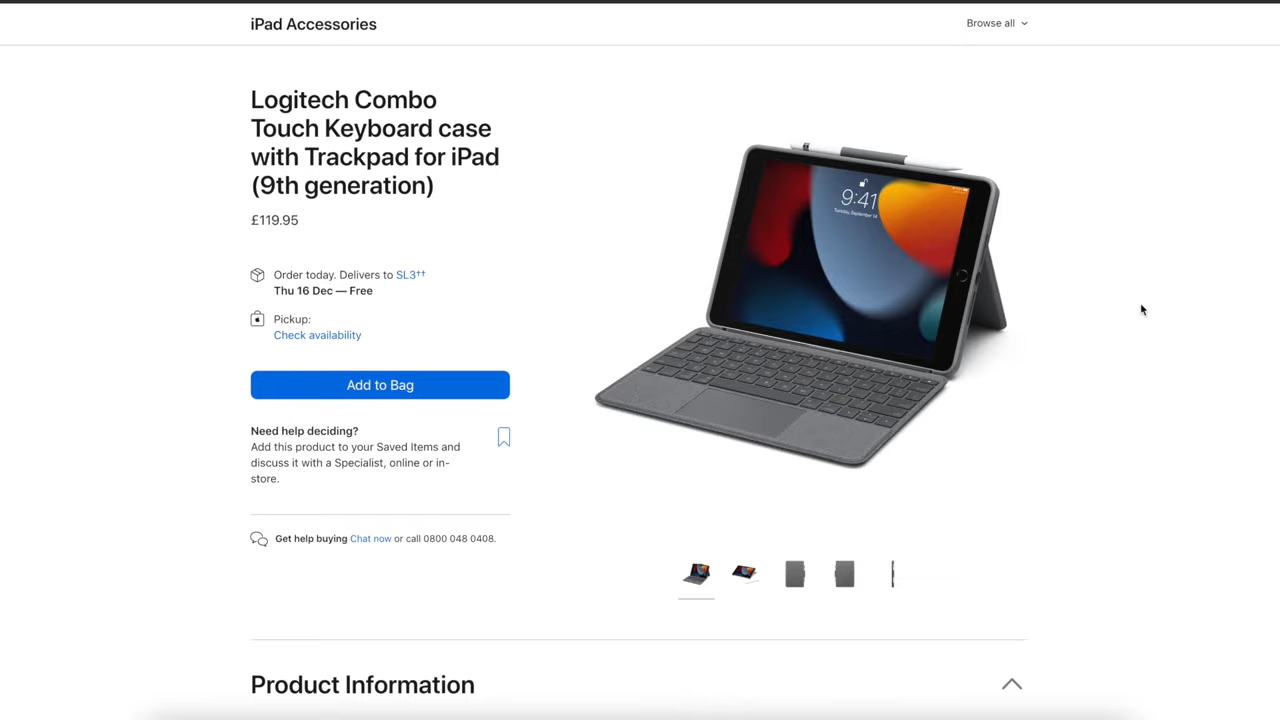 iPad Accessories
Browse all
Logitech Combo
Touch Keyboard case
with Trackpad for iPad
(9th generation)
£119.95
Order today. Delivers to SL3††
Thu 16 Dec — Free
Pickup:
Check availability
Add to Bag
Need help deciding?
Add this product to your Saved Items and
discuss it with a Specialist, online or in-
store.
Get help buying Chat now or call 0800 048 0408.
9:41
Tuesday, September 14
Product Information